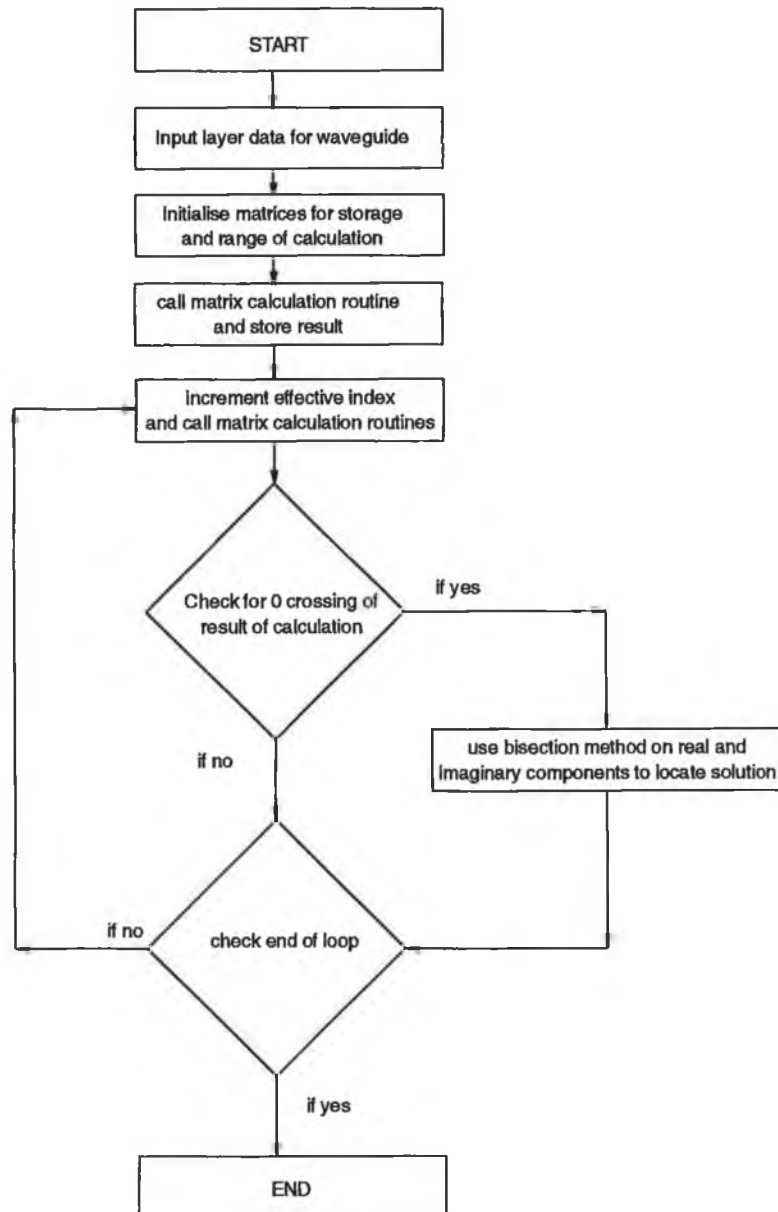 START
Input layer data for waveguide
Initialise matrices for storage
and range of calculation
call matrix calculation routine
and store result
increment effective index
and call matrix calculation routines
Check for 0 crossing of
result of calculation
if yes
use bisection method on real and
imaginary components to locate solution
if no
check end of loop
if no
if yes
END